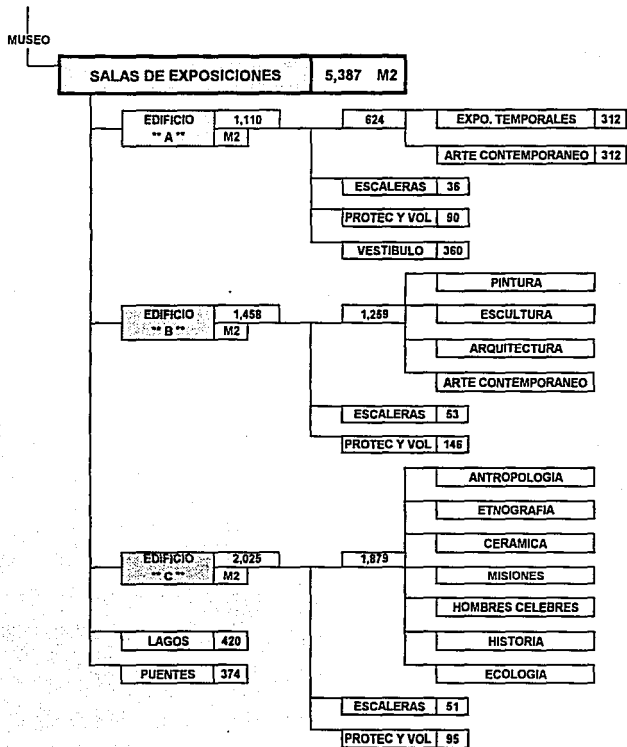 MUSEO
SALAS DE EXPOSICIONES 5,387 M2
EDIFICIO 1,110 624 EXPO. TEMPORALES 312
"A" M2
ARTE CONTEMPORANEO 312
ESCALERAS 36
PROTEC Y VOL 90
VESTIBULO 360
PINTURA
EDIFICIO 1,458 1,259 ESCULTURA
"B" M2
ARQUITECTURA
ARTE CONTEMPORANEO
ESCALERAS 53
PROTEC Y VOL 146
ANTROPOLOGIA
ETNOGRAFIA
CERAMICA
EDIFICIO 2,025 1,879
"C" M2 MISIONES
HOMBRES CELEBRES
LAGOS 420 HISTORIA
PUENTES 374 ECOLOGIA
ESCALERAS 51
PROTEC Y VOL 95